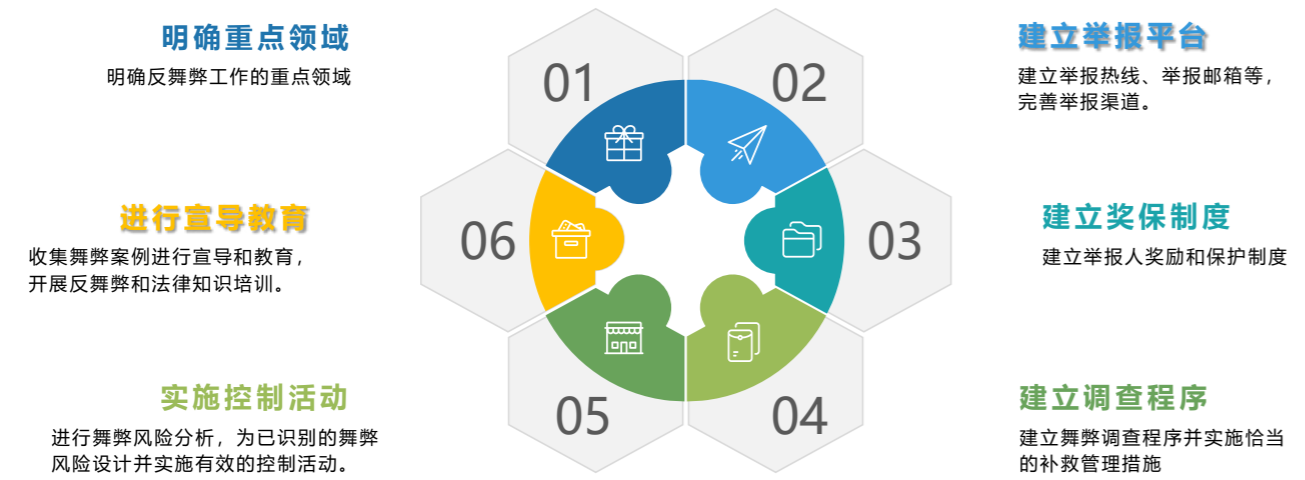 明确重点领域
明确反舞弊工作的重点领域
01
02
建立举报平台
建立举报热线、举报邮箱等，
完善举报渠道。
03
建立奖保制度
建立举报人奖励和保护制度
04
建立调查程序
建立舞弊调查程序并实施恰当
的补救管理措施
05
实施控制活动
进行舞弊风险分析，为已识别的舞弊
风险设计并实施有效的控制活动。
06
进行宣导教育
收集舞弊案例进行宣导和教育，
开展反舞弊和法律知识培训。